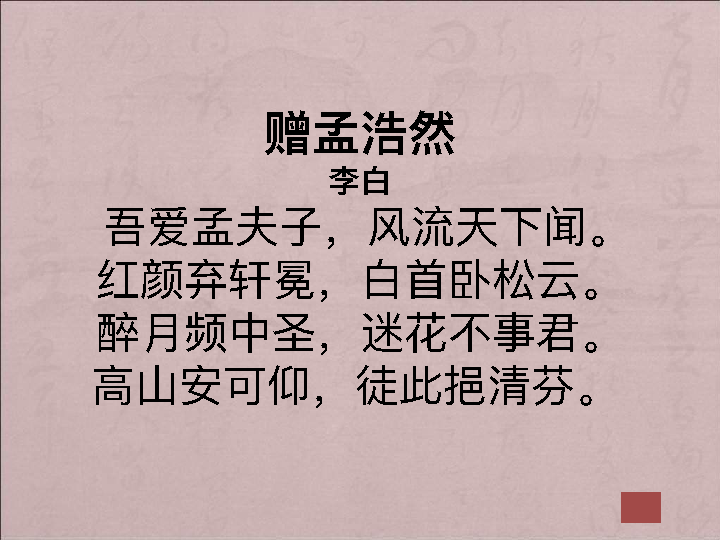 赠孟浩然
李白
吾爱孟夫子，风流天下闻。
红颜弃轩冕，白首卧松云。
醉月频中圣，迷花不事君。
高山安可仰，徒此挹清芬。